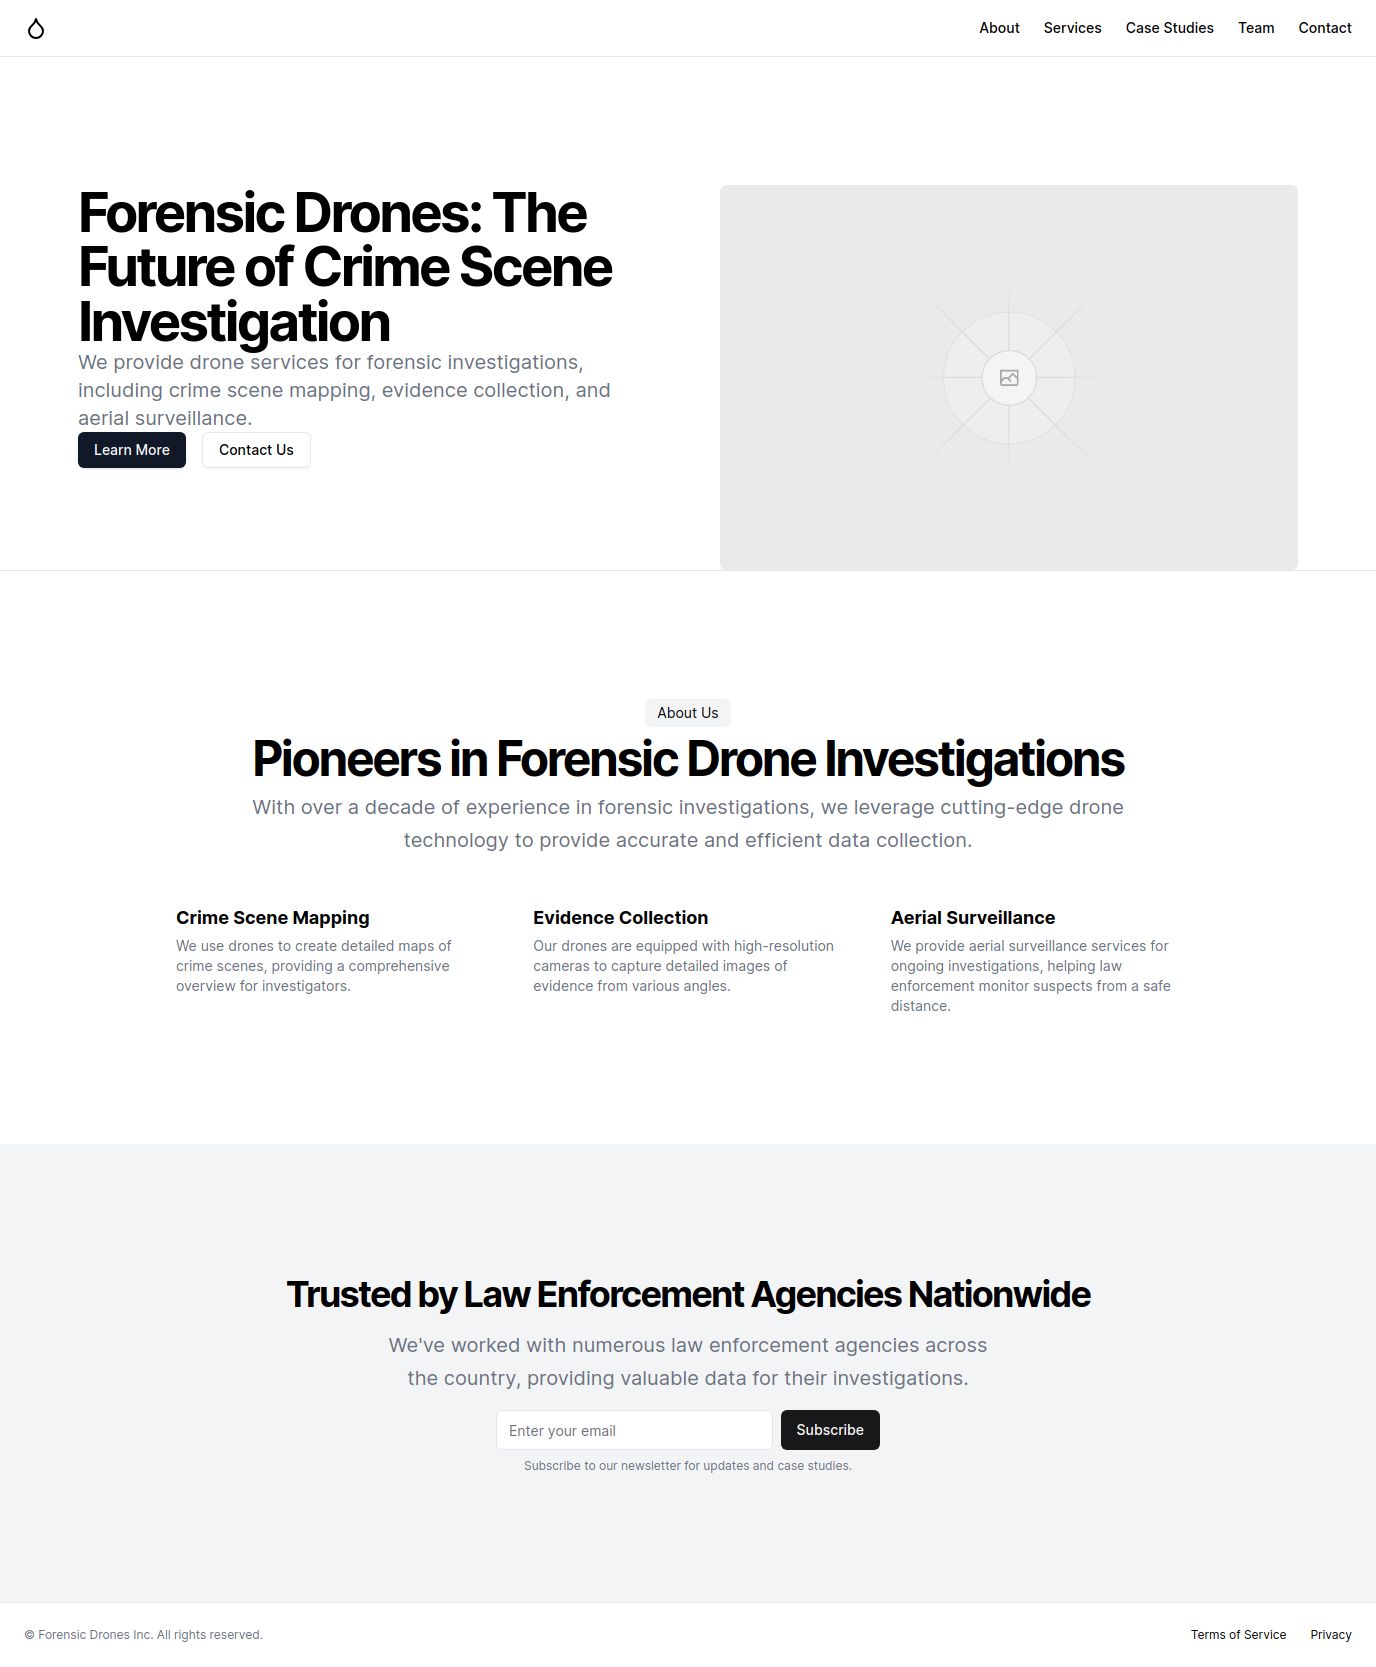 About Services Case Studies Team Contact
Forensic Drones: The
Future of Crime Scene
Investigation
We provide drone services for forensic investigations,
including crime scene mapping, evidence collection, and
aerial surveillance.
Learn More Contact Us
About Us
Pioneers in Forensic Drone Investigations
With over a decade of experience in forensic investigations, we leverage cutting-edge drone
technology to provide accurate and efficient data collection.
Crime Scene Mapping
We use drones to create detailed maps of
crime scenes, providing a comprehensive
overview for investigators.
Evidence Collection
Our drones are equipped with high-resolution
cameras to capture detailed images of
evidence from various angles.
Aerial Surveillance
We provide aerial surveillance services for
ongoing investigations, helping law
enforcement monitor suspects from a safe
distance.
Trusted by Law Enforcement Agencies Nationwide
We've worked with numerous law enforcement agencies across
the country, providing valuable data for their investigations.
Enter your email Subscribe
Subscribe to our newsletter for updates and case studies.
© Forensic Drones Inc. All rights reserved. Terms of Service Privacy